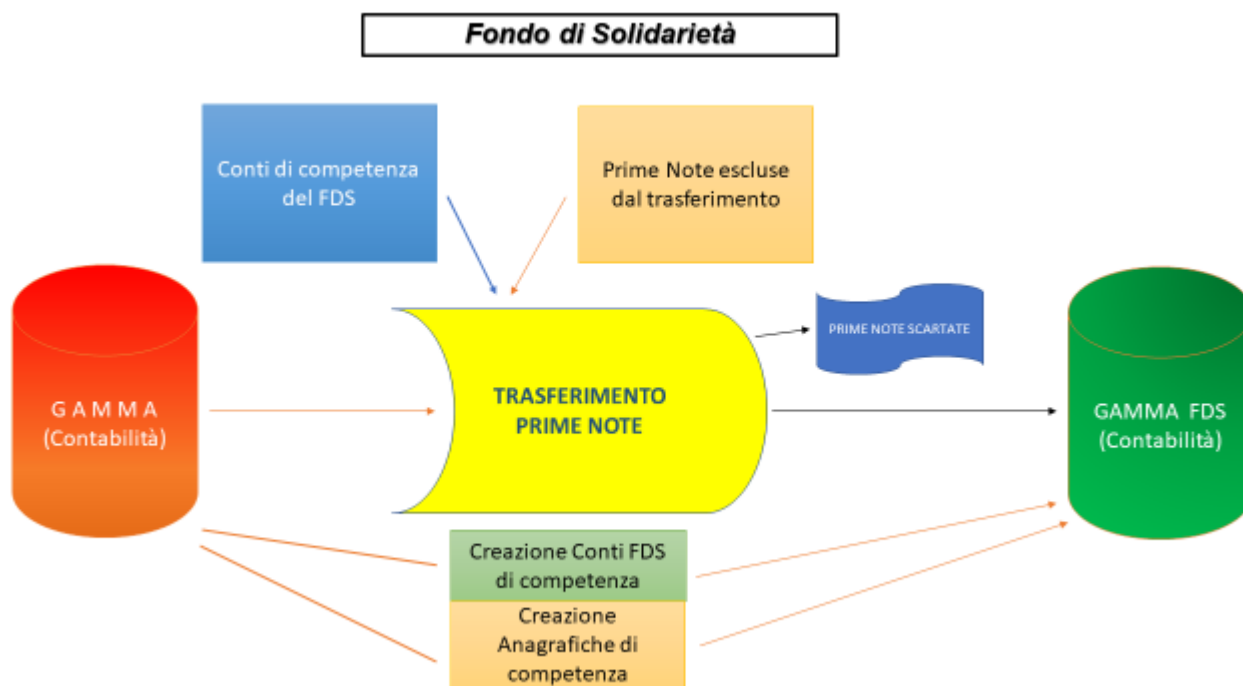 Fondo di Solidarietà
Conti di competenza
del FDS
Prime Note escluse
dal trasferimento
PRIME NOTE SCARTATE
G A M M A
(Contabilità)
TRASFERIMENTO
PRIME NOTE
GAMMA FDS
(Contabilità)
Creazione Conti FDS
di competenza
Creazione
Anagrafiche di
competenza